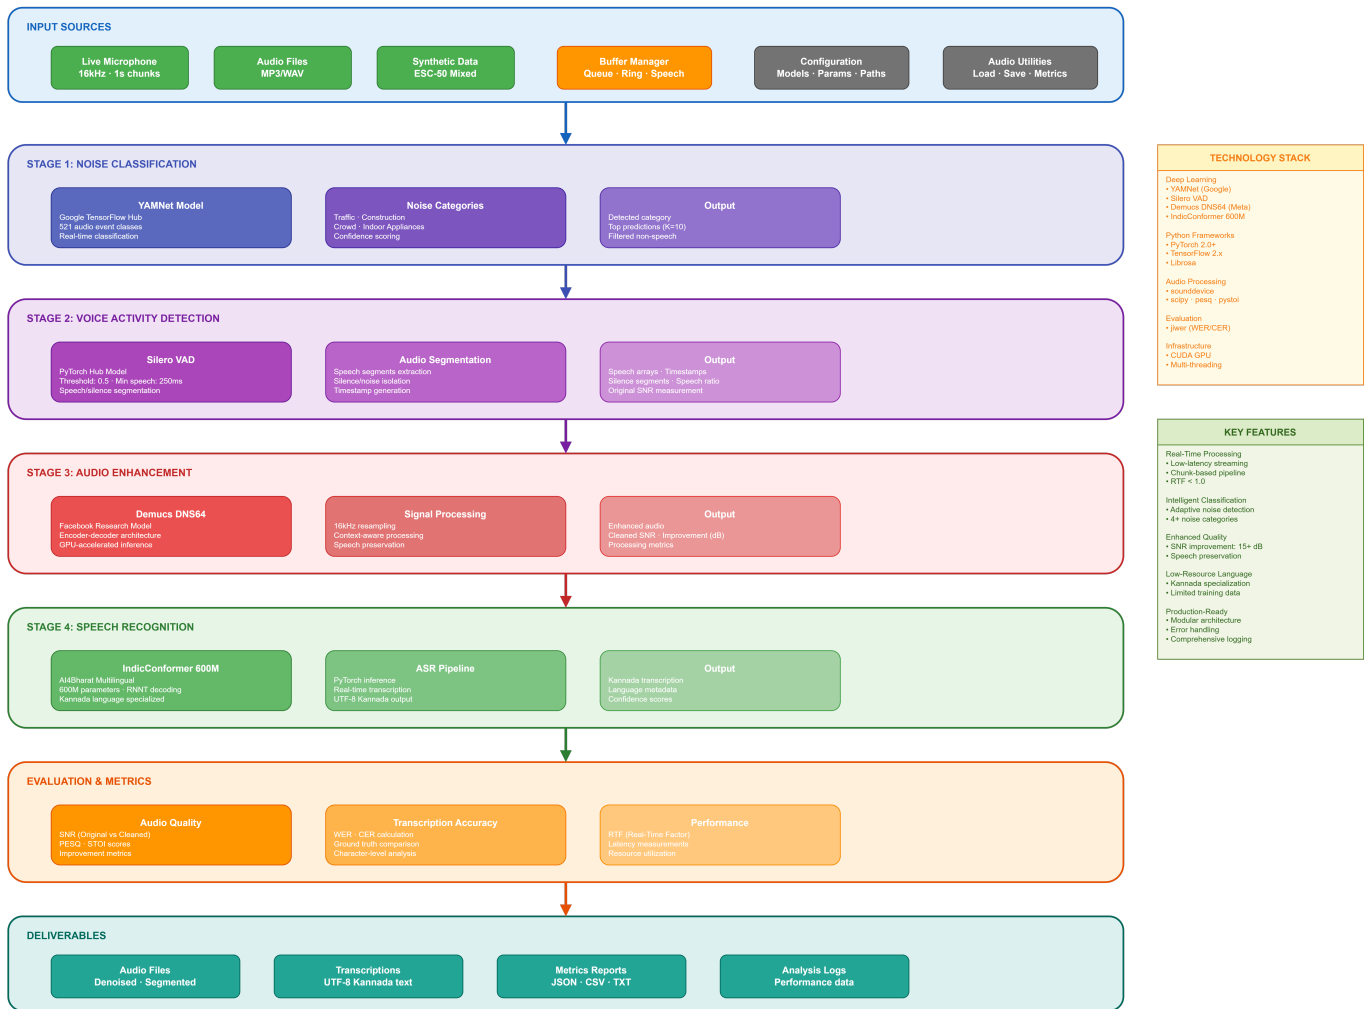 INPUT SOURCES
Live Microphone
16kHz · 1s chunks
Audio Files
MP3/WAV
Synthetic Data
ESC-50 Mixed
Buffer Manager
Queue · Ring · Speech
Configuration
Models · Params · Paths
Audio Utilities
Load · Save · Metrics
STAGE 1: NOISE CLASSIFICATION
YAMNet Model
Google TensorFlow Hub
521 audio event classes
Real-time classification
Noise Categories
Traffic · Construction
Crowd · Indoor Appliances
Confidence scoring
Output
Detected category
Top predictions (K=10)
Filtered non-speech
STAGE 2: VOICE ACTIVITY DETECTION
Silero VAD
PyTorch Hub Model
Threshold: 0.5 · Min speech: 250ms
Speech/silence segmentation
Audio Segmentation
Speech segments extraction
Silence/noise isolation
Timestamp generation
Output
Speech arrays · Timestamps
Silence segments · Speech ratio
Original SNR measurement
STAGE 3: AUDIO ENHANCEMENT
Demucs DNS64
Facebook Research Model
Encoder-decoder architecture
GPU-accelerated inference
Signal Processing
16kHz resampling
Context-aware processing
Speech preservation
Output
Enhanced audio
Cleaned SNR · Improvement (dB)
Processing metrics
STAGE 4: SPEECH RECOGNITION
IndicConformer 600M
AI4Bharat Multilingual
600M parameters · RNNT decoding
Kannada language specialized
ASR Pipeline
PyTorch inference
Real-time transcription
UTF-8 Kannada output
Output
Kannada transcription
Language metadata
Confidence scores
EVALUATION & METRICS
Audio Quality
SNR (Original vs Cleaned)
PESQ · STOI scores
Improvement metrics
Transcription Accuracy
WER · CER calculation
Ground truth comparison
Character-level analysis
Performance
RTF (Real-Time Factor)
Latency measurements
Resource utilization
DELIVERABLES
Audio Files
Denoised · Segmented
Transcriptions
UTF-8 Kannada text
Metrics Reports
JSON · CSV · TXT
Analysis Logs
Performance data
TECHNOLOGY STACK
Deep Learning
• YAMNet (Google)
• Silero VAD
• Demucs DNS64 (Meta)
• IndicConformer 600M
Python Frameworks
• PyTorch 2.0+
• TensorFlow 2.x
• Librosa
Audio Processing
• sounddevice
• scipy · pesq · pystoi
Evaluation
• jiwer (WER/CER)
Infrastructure
• CUDA GPU
• Multi-threading
KEY FEATURES
Real-Time Processing
• Low-latency streaming
• Chunk-based pipeline
• RTF < 1.0
Intelligent Classification
• Adaptive noise detection
• 4+ noise categories
Enhanced Quality
• SNR improvement: 15+ dB
• Speech preservation
Low-Resource Language
• Kannada specialization
• Limited training data
Production-Ready
• Modular architecture
• Error handling
• Comprehensive logging